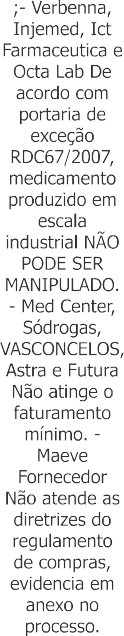 ;- Verbenna,
Injemed, Ict
Farmaceutica e
Octa Lab De
acordo com
portaria de
exceção
RDC67/2007,
medicamento
produzido em
escala
industrial NÃO
PODE SER
MANIPULADO.
- Med Center,
Sódrogas,
VASCONCELOS,
Astra e Futura
Não atinge o
faturamento
mínimo. -
Maeve
Fornecedor
Não atende as
diretrizes do
regulamento
de compras,
evidencia em
anexo no
processo.